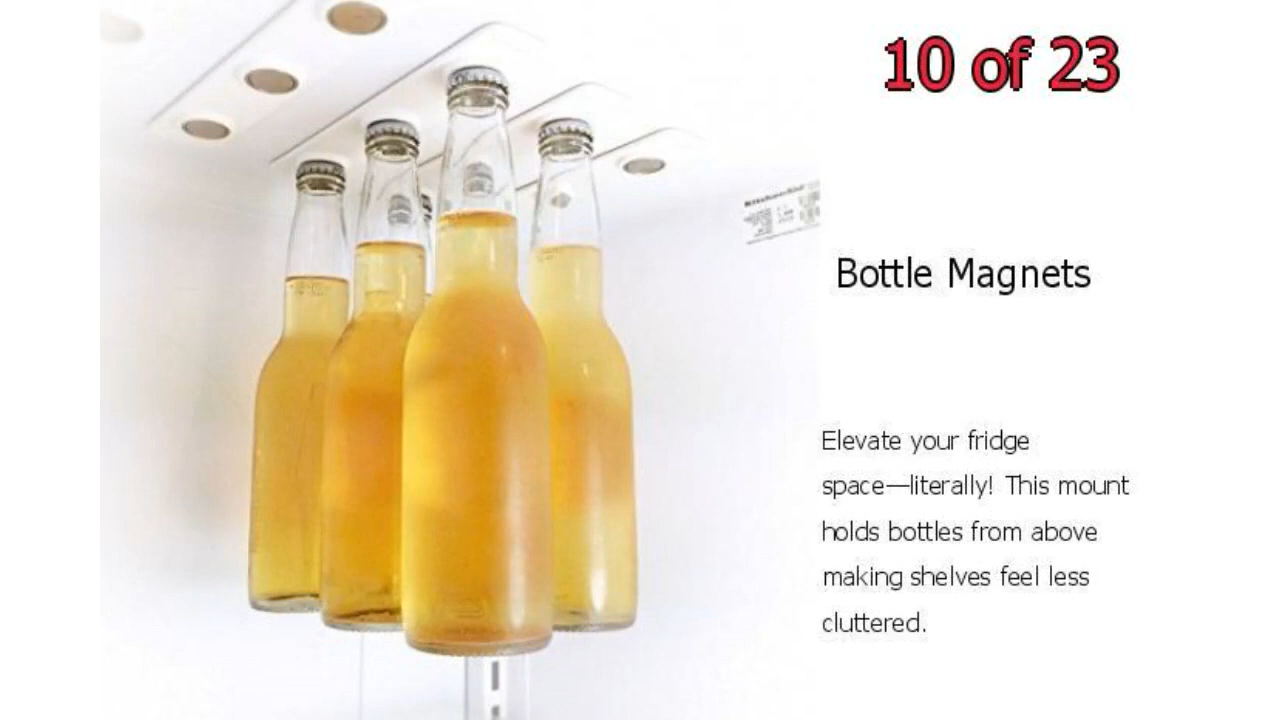 10 of 23
Bottle Magnets
Elevate your fridge
space—literally! This mount
holds bottles from above
making shelves feel less
cluttered.